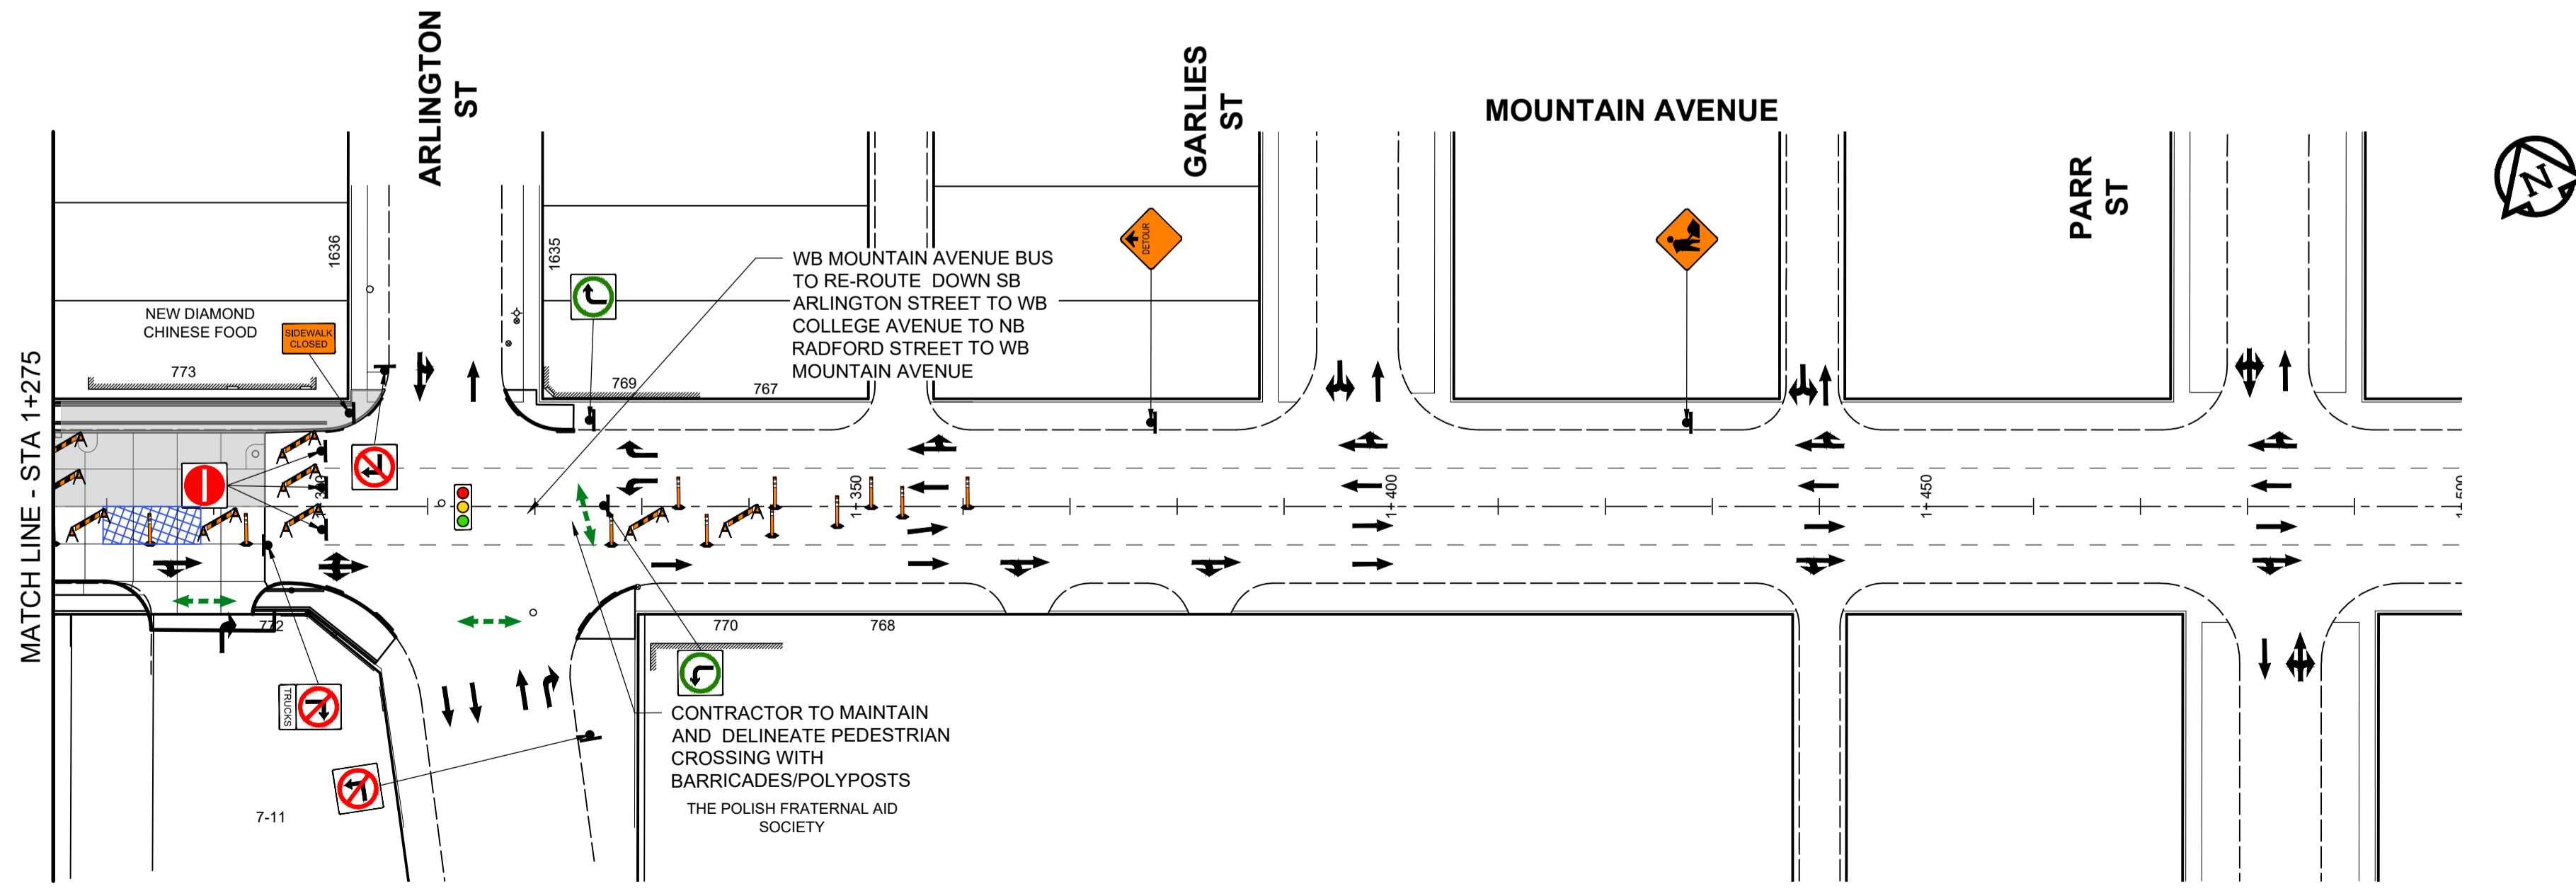 ARLINGTON
ST
GARLIES
ST
MOUNTAIN AVENUE
PARR
ST
N
MATCH LINE - STA 1+275
1636
1635
NEW DIAMOND
CHINESE FOOD
773
SIDEWALK
CLOSED
WB MOUNTAIN AVENUE BUS
TO RE-ROUTE DOWN SB
ARLINGTON STREET TO WB
COLLEGE AVENUE TO NB
RADFORD STREET TO WB
MOUNTAIN AVENUE
DETOUR
769
767
1+350
1+400
1+450
772
TRUCKS
7-11
770
768
CONTRACTOR TO MAINTAIN
AND DELINEATE PEDESTRIAN
CROSSING WITH
BARRICADES/POLYPOSTS
THE POLISH FRATERNAL AID
SOCIETY